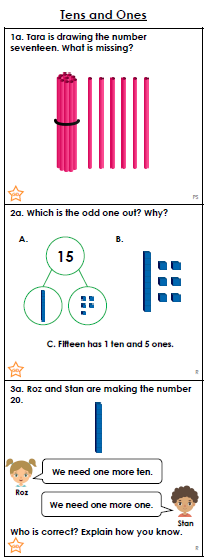 Tens and Ones
1a. Tara is drawing the number
seventeen. What is missing?
PS
2a. Which is the odd one out? Why?
A.
B.
15
C. Fifteen has 1 ten and 5 ones.
R
3a. Roz and Stan are making the number
20.
We need one more ten.
Roz
We need one more one.
Stan
Who is correct? Explain how you know.
R